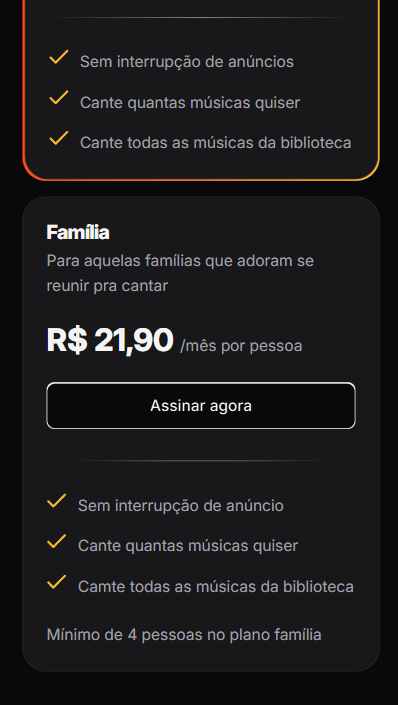 Sem interrupção de anúncios
Cante quantas músicas quiser
Cante todas as músicas da biblioteca
Família
Para aquelas famílias que adoram se
reunir pra cantar
R$ 21,90 /mês por pessoa
Assinar agora
Sem interrupção de anúncio
Cante quantas músicas quiser
Camte todas as músicas da biblioteca
Mínimo de 4 pessoas no plano família